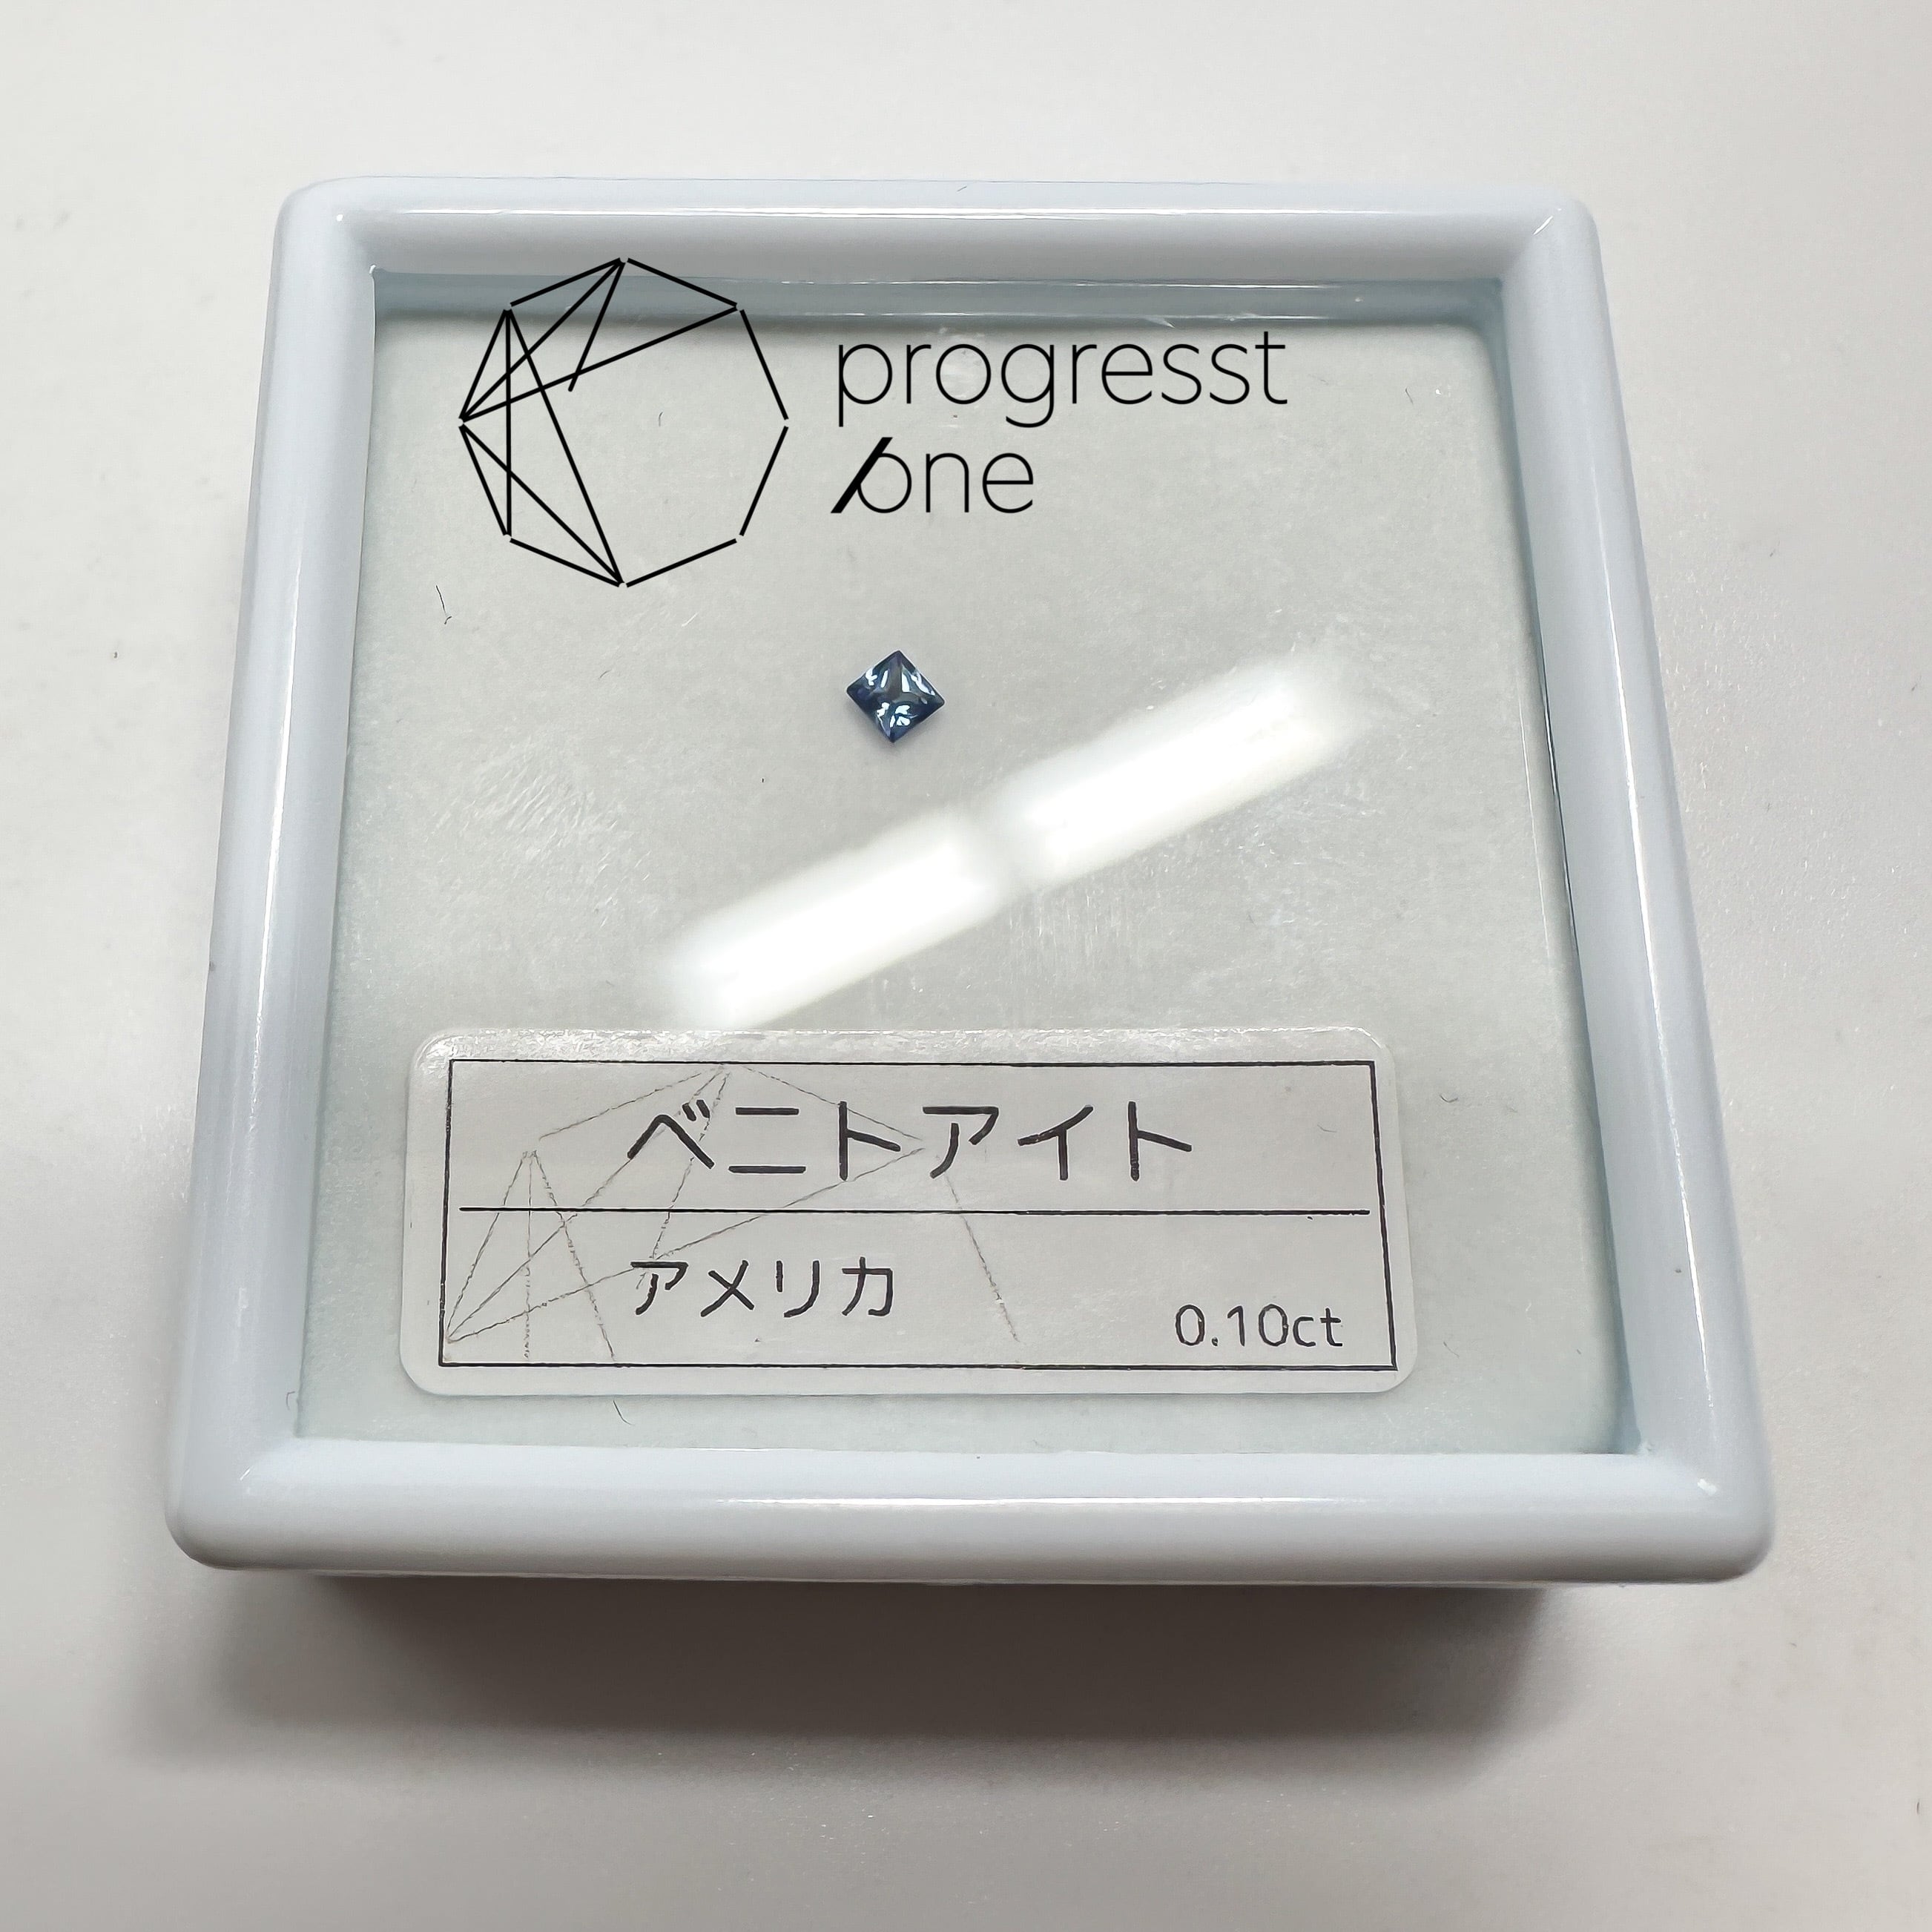 progresst
one
ベニトアイト
アメリカ
0.10ct